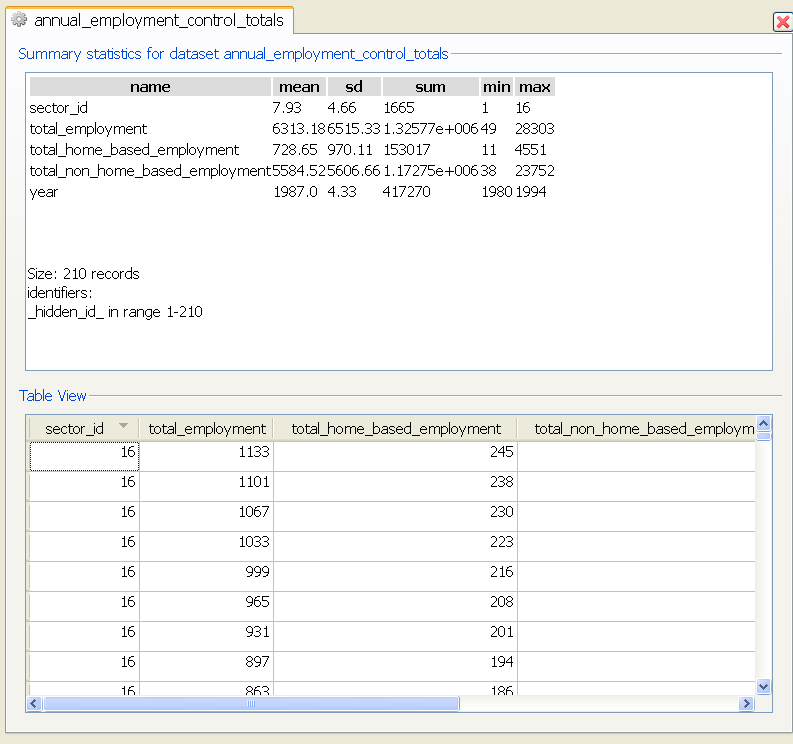 annual_employment_control_totals
Summary statistics for dataset annual_employment_control_totals
name mean sd sum min max
sector_id 7.93 4.66 1665 1 16
total_employment 6313.18 6515.33 1.32577e+006 49 28303
total_home_based_employment 728.65 970.11 153017 11 4551
total_non_home_based_employment 5584.52 5606.66 1.17275e+006 38 23752
year 1987.0 4.33 417270 1980 1994
Size: 210 records
identifiers:
_hidden_id_ in range 1-210
Table View
sector_id total_employment total_home_based_employment total_non_home_based_employm
16 1133 245
16 1101 238
16 1067 230
16 1033 223
16 999 216
16 965 208
16 931 201
16 897 194
16 863 186